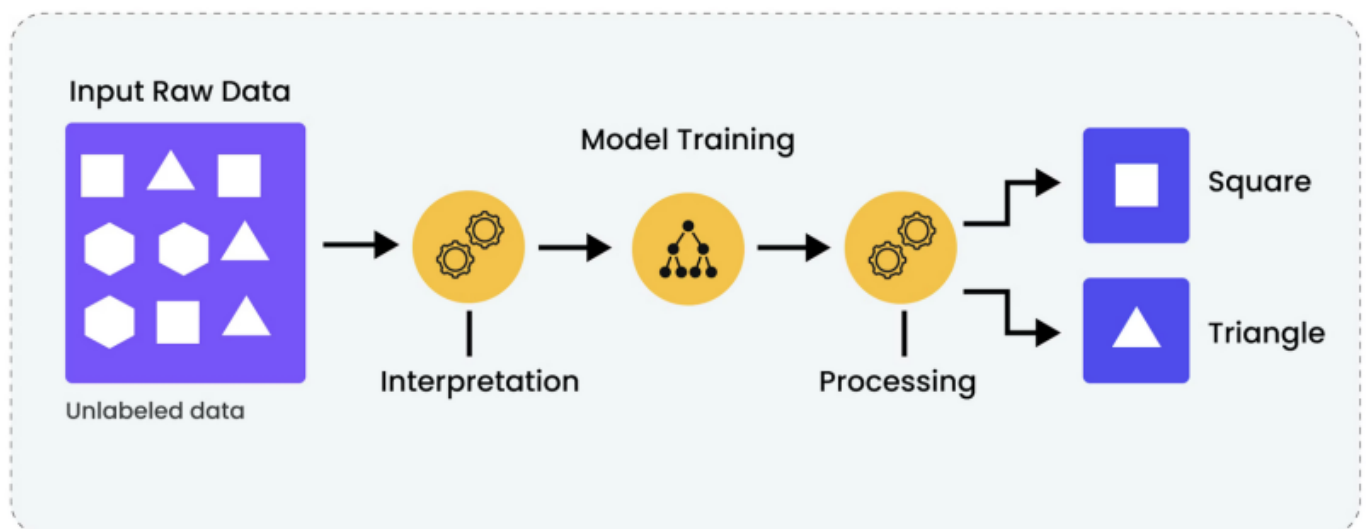 Input Raw Data
Model Training
Square
Triangle
Interpretation
Processing
Unlabeled data